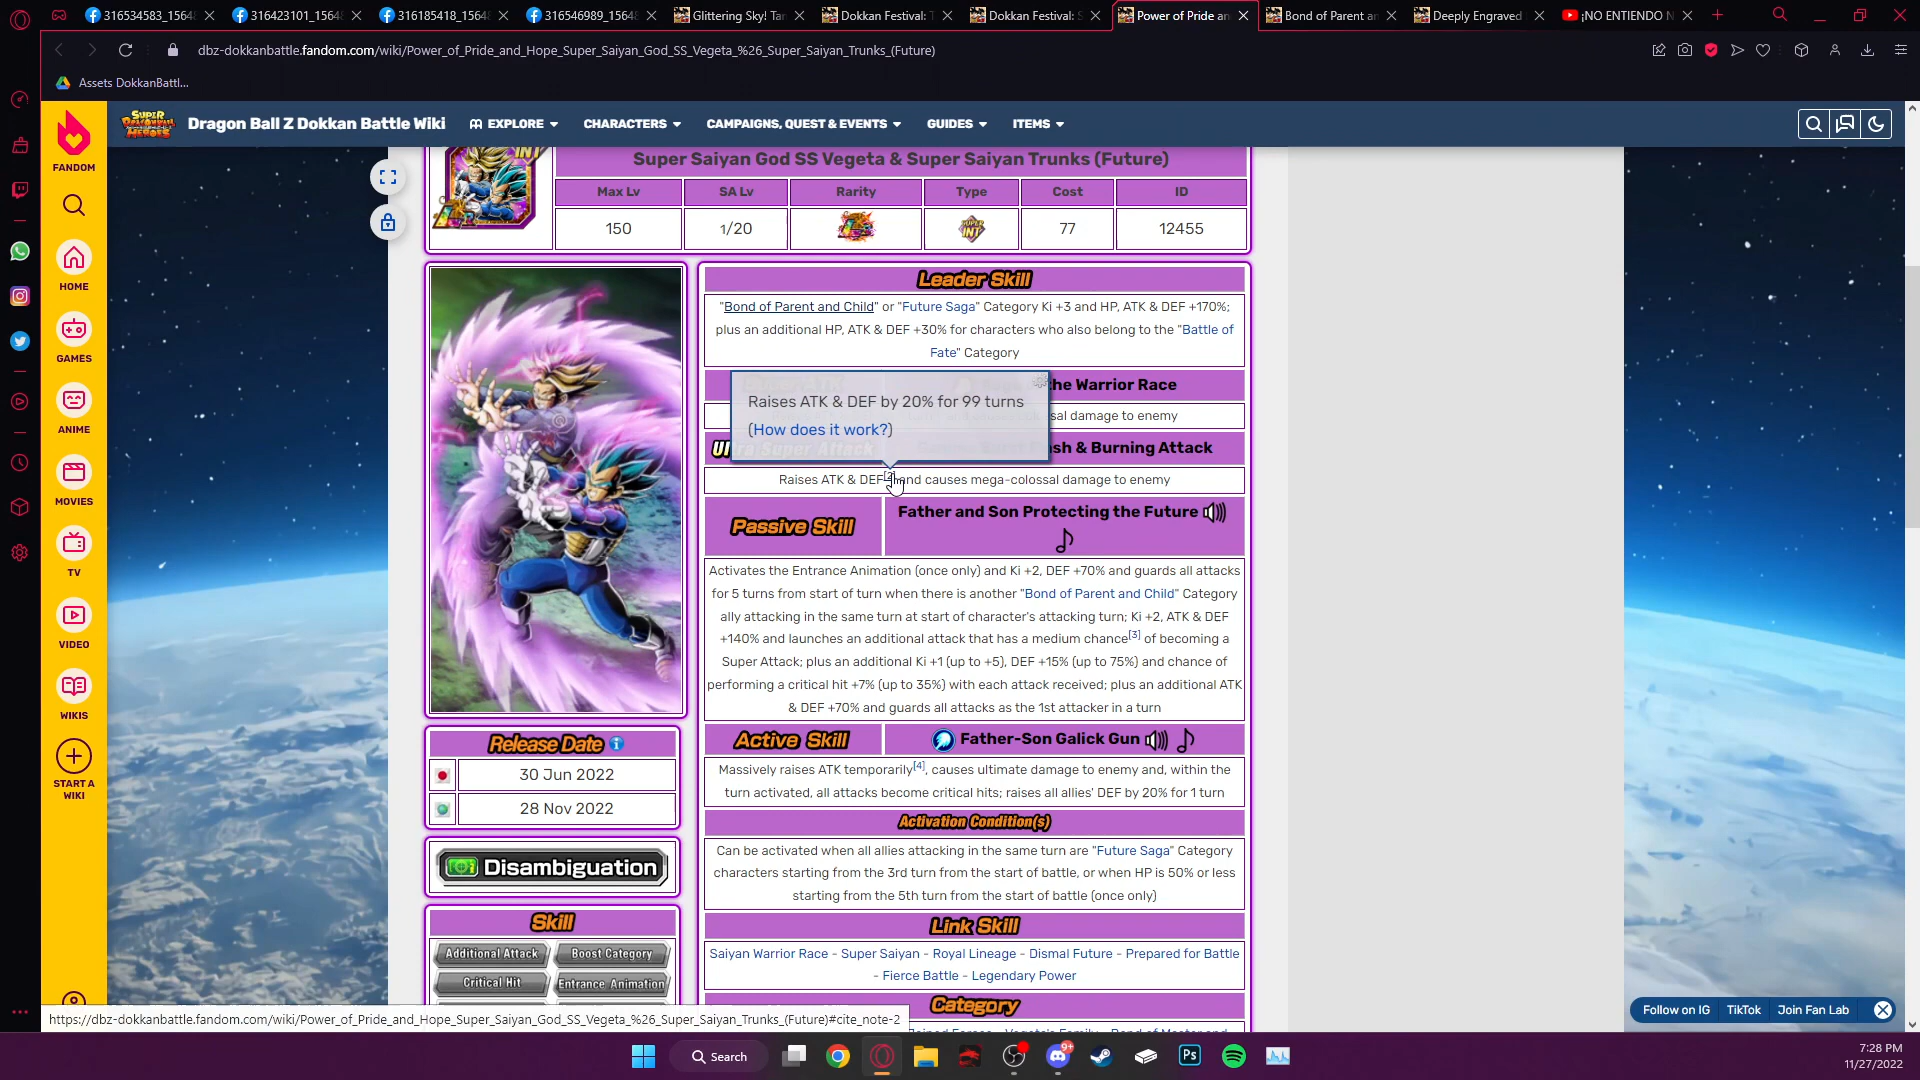 316534583_1564
316423101_1564
316185418_1564
316546989_1564
Glittering Sky! Tan
Dokkan Festival: T
Dokkan Festival: S
Power of Pride an
Bond of Parent an
Deeply Engraved
¡NO ENTIENDO N
dbz-dokkanbattle.fandom.com/wiki/Power_of_Pride_and_Hope_Super_Saiyan_God_SS_Vegeta_%26_Super_Saiyan_Trunks_(Future)
Assets DokkanBattl...
FANDOM
HOME
GAMES
ANIME
MOVIES
TV
VIDEO
WIKIS
START A
WIKI
Dragon Ball Z Dokkan Battle Wiki
EXPLORE
CHARACTERS
CAMPAIGNS, QUEST & EVENTS
GUIDES
ITEMS
INT
Super Saiyan God SS Vegeta & Super Saiyan Trunks (Future)
Max Lv SA Lv Rarity Type Cost ID
150 1/20 SUPER INT 77 12455
Leader Skill
"Bond of Parent and Child" or "Future Saga" Category Ki +3 and HP, ATK & DEF +170%;
plus an additional HP, ATK & DEF +30% for characters who also belong to the "Battle of
Fate" Category
the Warrior Race
sal damage to enemy
Raises ATK & DEF by 20% for 99 turns
(How does it work?)
Ultra Super Attack
sh & Burning Attack
Raises ATK & DEF[2] and causes mega-colossal damage to enemy
Passive Skill
Father and Son Protecting the Future
Activates the Entrance Animation (once only) and Ki +2, DEF +70% and guards all attacks
for 5 turns from start of turn when there is another "Bond of Parent and Child" Category
ally attacking in the same turn at start of character's attacking turn; Ki +2, ATK & DEF
+140% and launches an additional attack that has a medium chance[3] of becoming a
Super Attack; plus an additional Ki +1 (up to +5), DEF +15% (up to 75%) and chance of
performing a critical hit +7% (up to 35%) with each attack received; plus an additional ATK
& DEF +70% and guards all attacks as the 1st attacker in a turn
Active Skill
Father-Son Galick Gun
Massively raises ATK temporarily[4], causes ultimate damage to enemy and, within the
turn activated, all attacks become critical hits; raises all allies' DEF by 20% for 1 turn
Activation Condition(s)
Can be activated when all allies attacking in the same turn are "Future Saga" Category
characters starting from the 3rd turn from the start of battle, or when HP is 50% or less
starting from the 5th turn from the start of battle (once only)
Link Skill
Saiyan Warrior Race - Super Saiyan - Royal Lineage - Dismal Future - Prepared for Battle
- Fierce Battle - Legendary Power
Category
Release Date
30 Jun 2022
28 Nov 2022
Disambiguation
Skill
Additional Attack
Boost Category
Critical Hit
Entrance Animation
https://dbz-dokkanbattle.fandom.com/wiki/Power_of_Pride_and_Hope_Super_Saiyan_God_SS_Vegeta_%26_Super_Saiyan_Trunks_(Future)#cite_note-2
Follow on IG
TikTok
Join Fan Lab
Search
9+
Ps
7:28 PM
11/27/2022